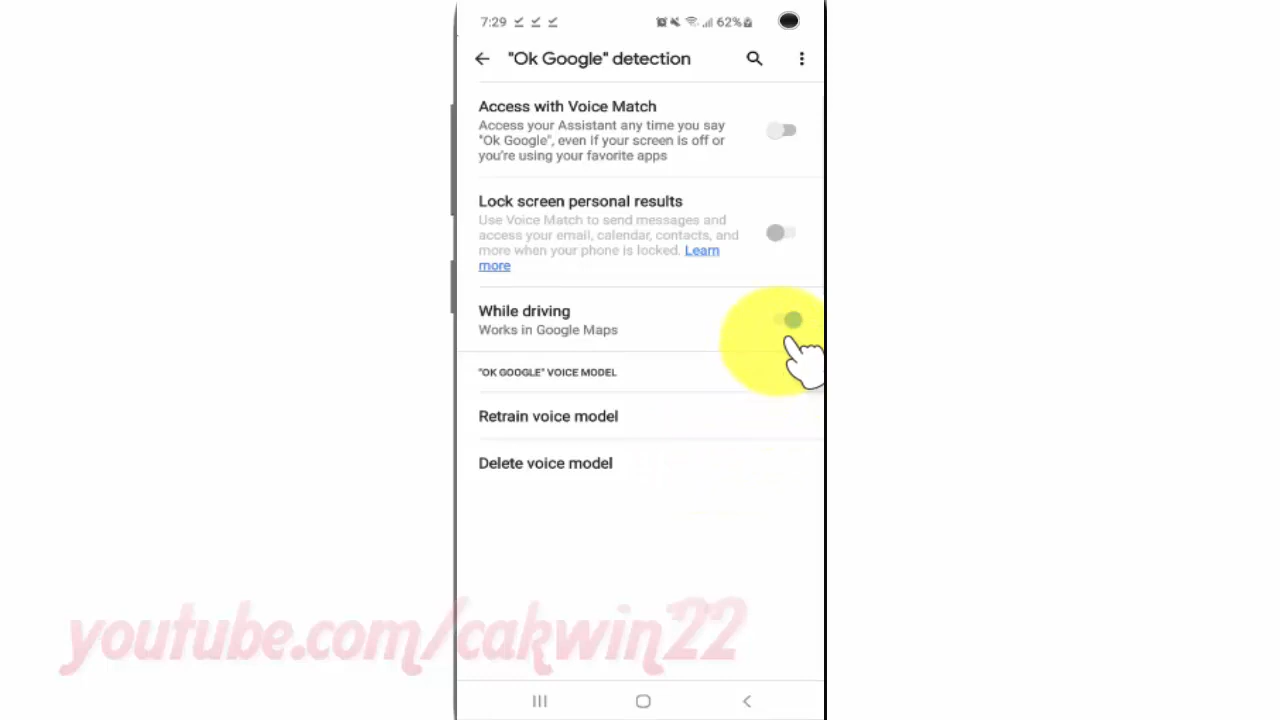 7:29 62%
"Ok Google" detection
Access with Voice Match
Access your Assistant any time you say
"Ok Google", even if your screen is off or
you're using your favorite apps
Lock screen personal results
Use Voice Match to send messages and
access your email, calendar, contacts, and
more when your phone is locked. Learn
more
While driving
Works in Google Maps
"OK GOOGLE" VOICE MODEL
Retrain voice model
Delete voice model
youtube.com/cakwin22